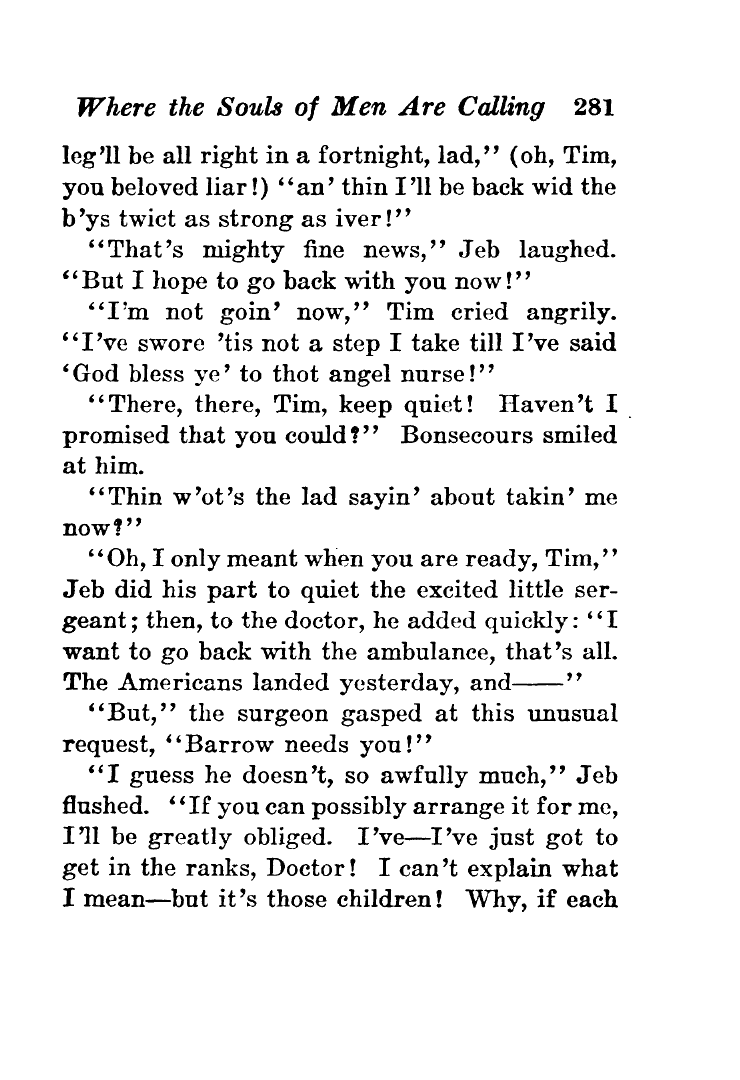 Where the Souls of Men Are Calling 281
leg'll be all right in a fortnight, lad,'' (oh, Tim,
you beloved liar!) ''an' thin I'll be back wid the
b'ys twict as strong as iver!''
''That's mighty fine news,'' Jeb laughed.
''But I hope to go back with you now!''
''I'm not goin' now,'' Tim cried angrily.
''I've swore 'tis not a step I take till I've said
'God bless ye' to thot angel nurse!''
''There, there, Tim, keep quiet! Haven't I
promised that you could?'' Bonsecours smiled
at him.
''Thin w'ot's the lad sayin' about takin' me
now?''
''Oh, I only meant when you are ready, Tim,''
Jeb did his part to quiet the excited little ser-
geant; then, to the doctor, he added quickly: ''I
want to go back with the ambulance, that's all.
The Americans landed yesterday, and——''
''But,'' the surgeon gasped at this unusual
request, ''Barrow needs you!''
''I guess he doesn't, so awfully much,'' Jeb
flushed. ''If you can possibly arrange it for me,
I'll be greatly obliged. I've—I've just got to
get in the ranks, Doctor! I can't explain what
I mean—but it's those children! Why, if each